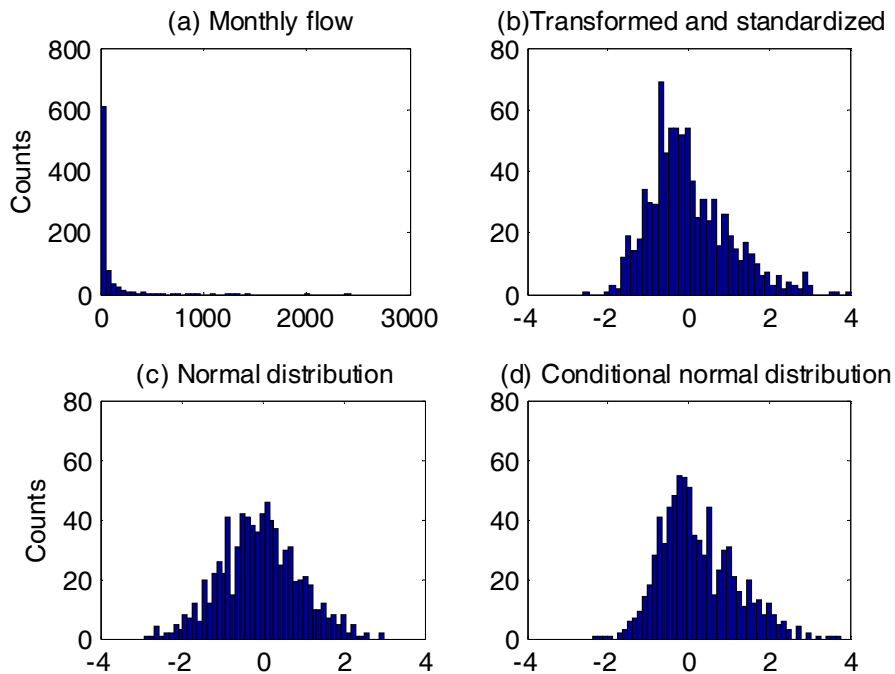 (a) Monthly flow
800
600
400
200
0
Counts
0 1000 2000 3000
(b)Transformed and standardized
80
60
40
20
0
-4 -2 0 2 4
(c) Normal distribution
80
60
40
20
0
Counts
-4 -2 0 2 4
(d) Conditional normal distribution
80
60
40
20
0
-4 -2 0 2 4